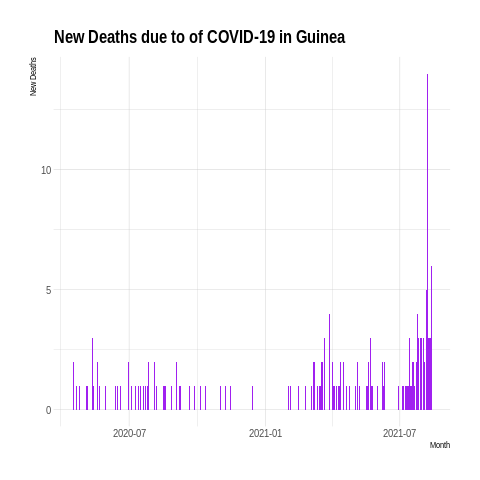 New Deaths due to of COVID-19 in Guinea
New Deaths
10
5
0
2020-07
2021-01
2021-07
Month